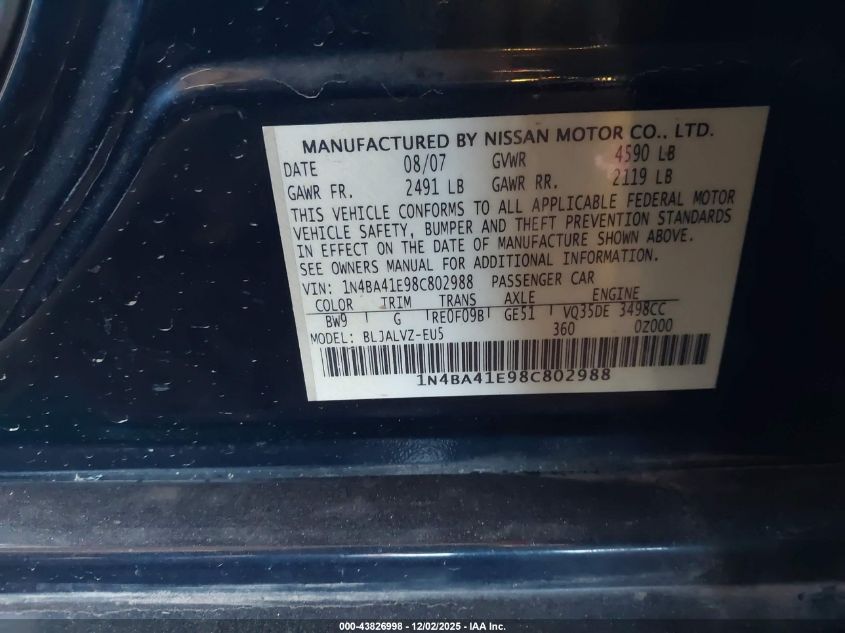 MANUFACTURED BY NISSAN MOTOR CO., LTD.
DATE 08/07 GVWR 4590 LB
GAWR FR. 2491 LB GAWR RR. 2119 LB
THIS VEHICLE CONFORMS TO ALL APPLICABLE FEDERAL MOTOR
VEHICLE SAFETY, BUMPER AND THEFT PREVENTION STANDARDS
IN EFFECT ON THE DATE OF MANUFACTURE SHOWN ABOVE.
SEE OWNERS MANUAL FOR ADDITIONAL INFORMATION.
VIN: 1N4BA41E98C802988 PASSENGER CAR
COLOR TRIM TRANS AXLE ENGINE
BW9 G RE0F09B GE51 VQ35DE 3498CC
MODEL: BLJALVZ-EU5 360 0Z000
1N4BA41E98C802988
000-43826998 - 12/02/2025 - IAA Inc.